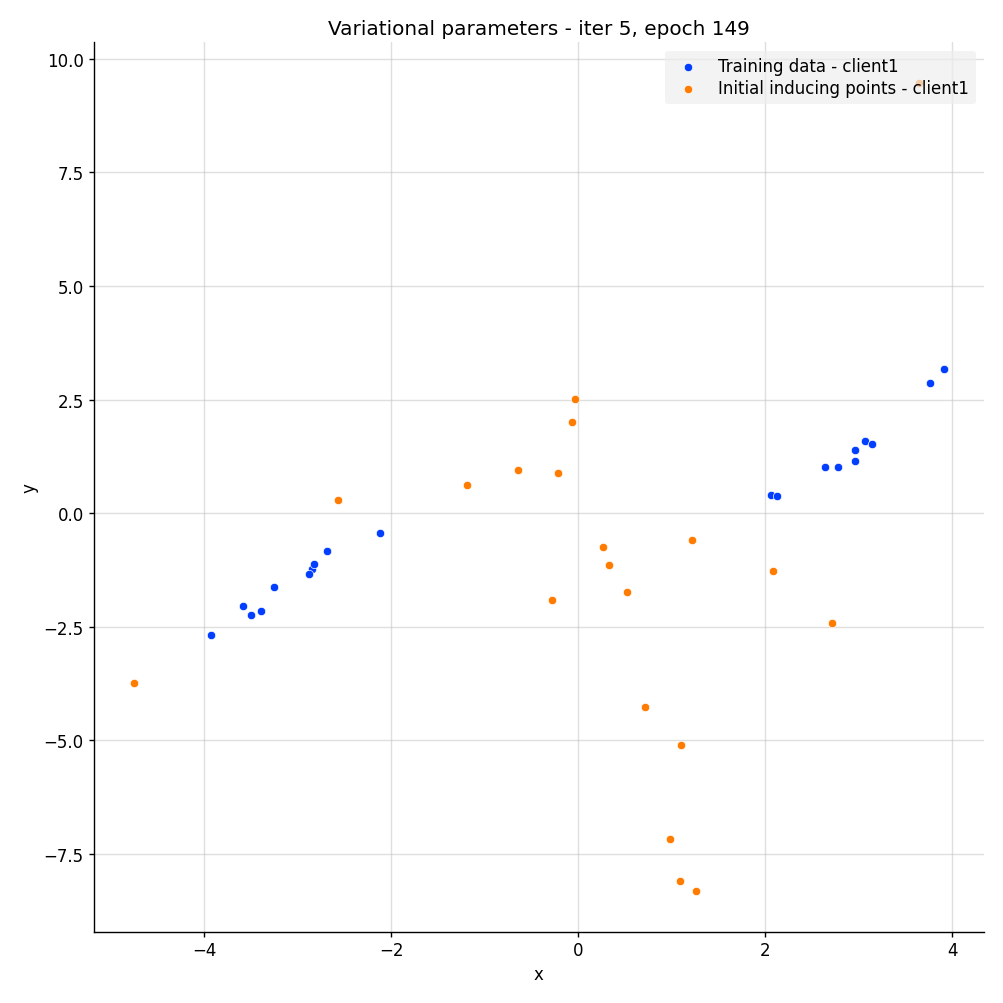 Variational parameters - iter 5, epoch 149
Training data - client1
Initial inducing points - client1
10.0
7.5
5.0
2.5
0.0
−2.5
−5.0
−7.5
y
−4 −2 0 2 4
x